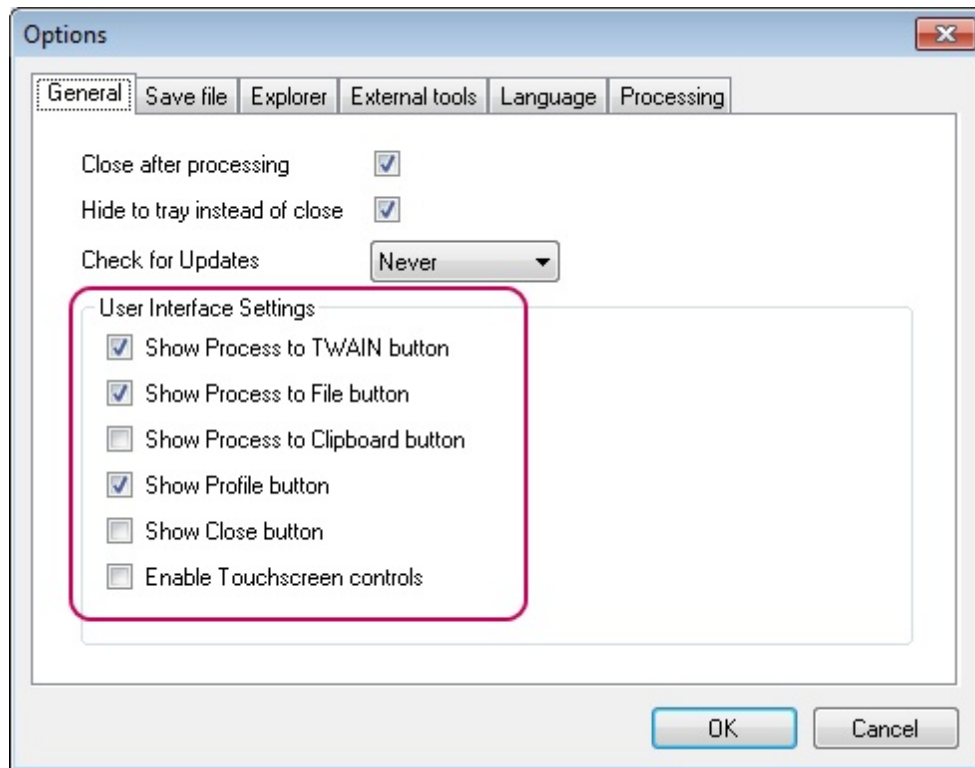 Options
General Save file Explorer External tools Language Processing
Close after processing
Hide to tray instead of close
Check for Updates Never
User Interface Settings
Show Process to TWAIN button
Show Process to File button
Show Process to Clipboard button
Show Profile button
Show Close button
Enable Touchscreen controls
OK Cancel